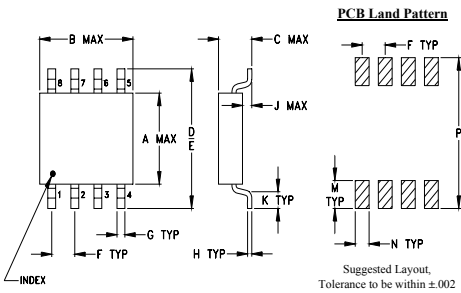 PCB Land Pattern
B MAX
C MAX
F TYP
8 7 6 5
J MAX
A MAX
D
E
P
K TYP
M
TYP
1 2 3 4
G TYP
F TYP
H TYP
N TYP
INDEX
Suggested Layout,
Tolerance to be within ±.002